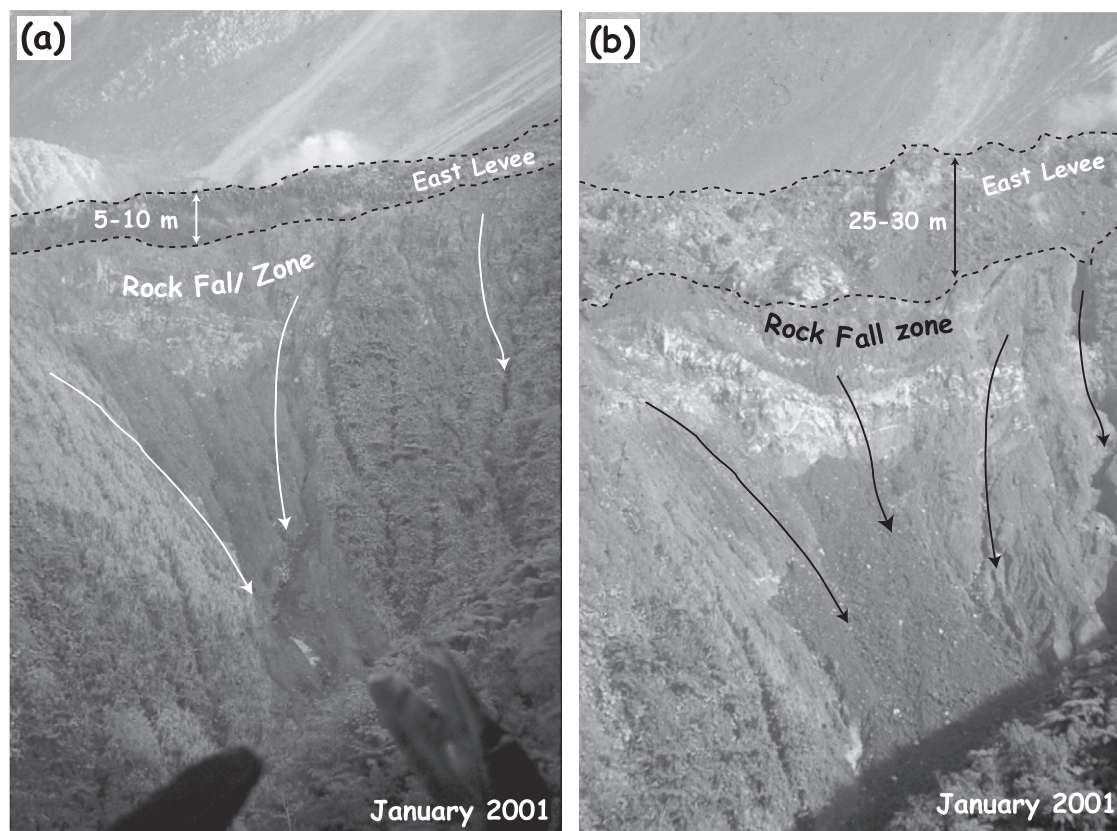 (a)
East Levee
5-10 m
Rock Fal/ Zone
January 2001
(b)
East Levee
25-30 m
Rock Fall zone
January 2001